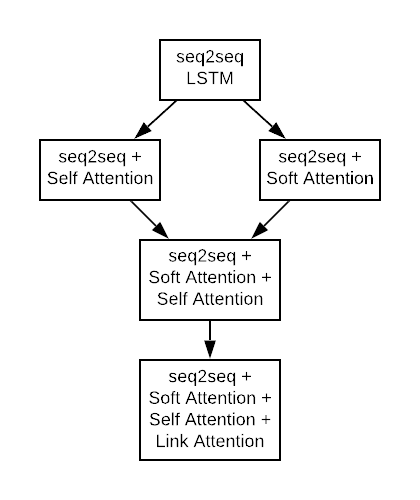 seq2seq
LSTM
seq2seq +
Self Attention
seq2seq +
Soft Attention
seq2seq +
Soft Attention +
Self Attention
seq2seq +
Soft Attention +
Self Attention +
Link Attention